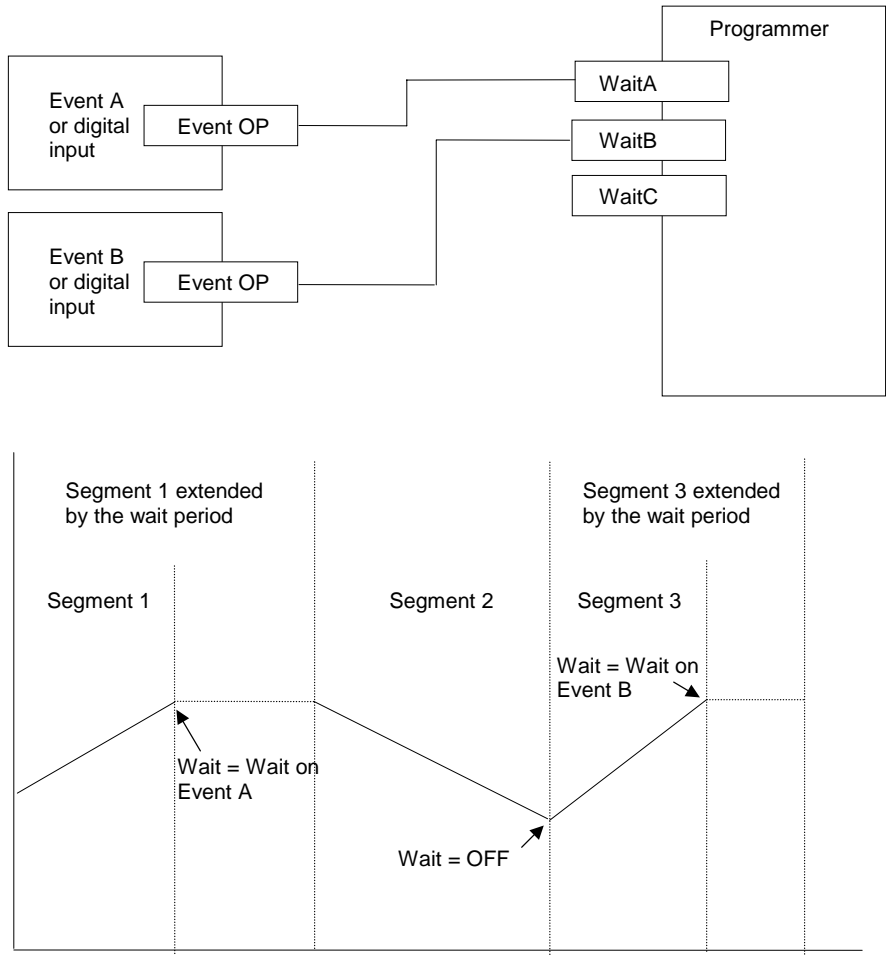 Programmer
Event A
or digital
input
Event OP
WaitA
WaitB
WaitC
Event B
or digital
input
Event OP
Segment 1 extended
by the wait period
Segment 3 extended
by the wait period
Segment 1
Segment 2
Segment 3
Wait = Wait on
Event B
Wait = Wait on
Event A
Wait = OFF